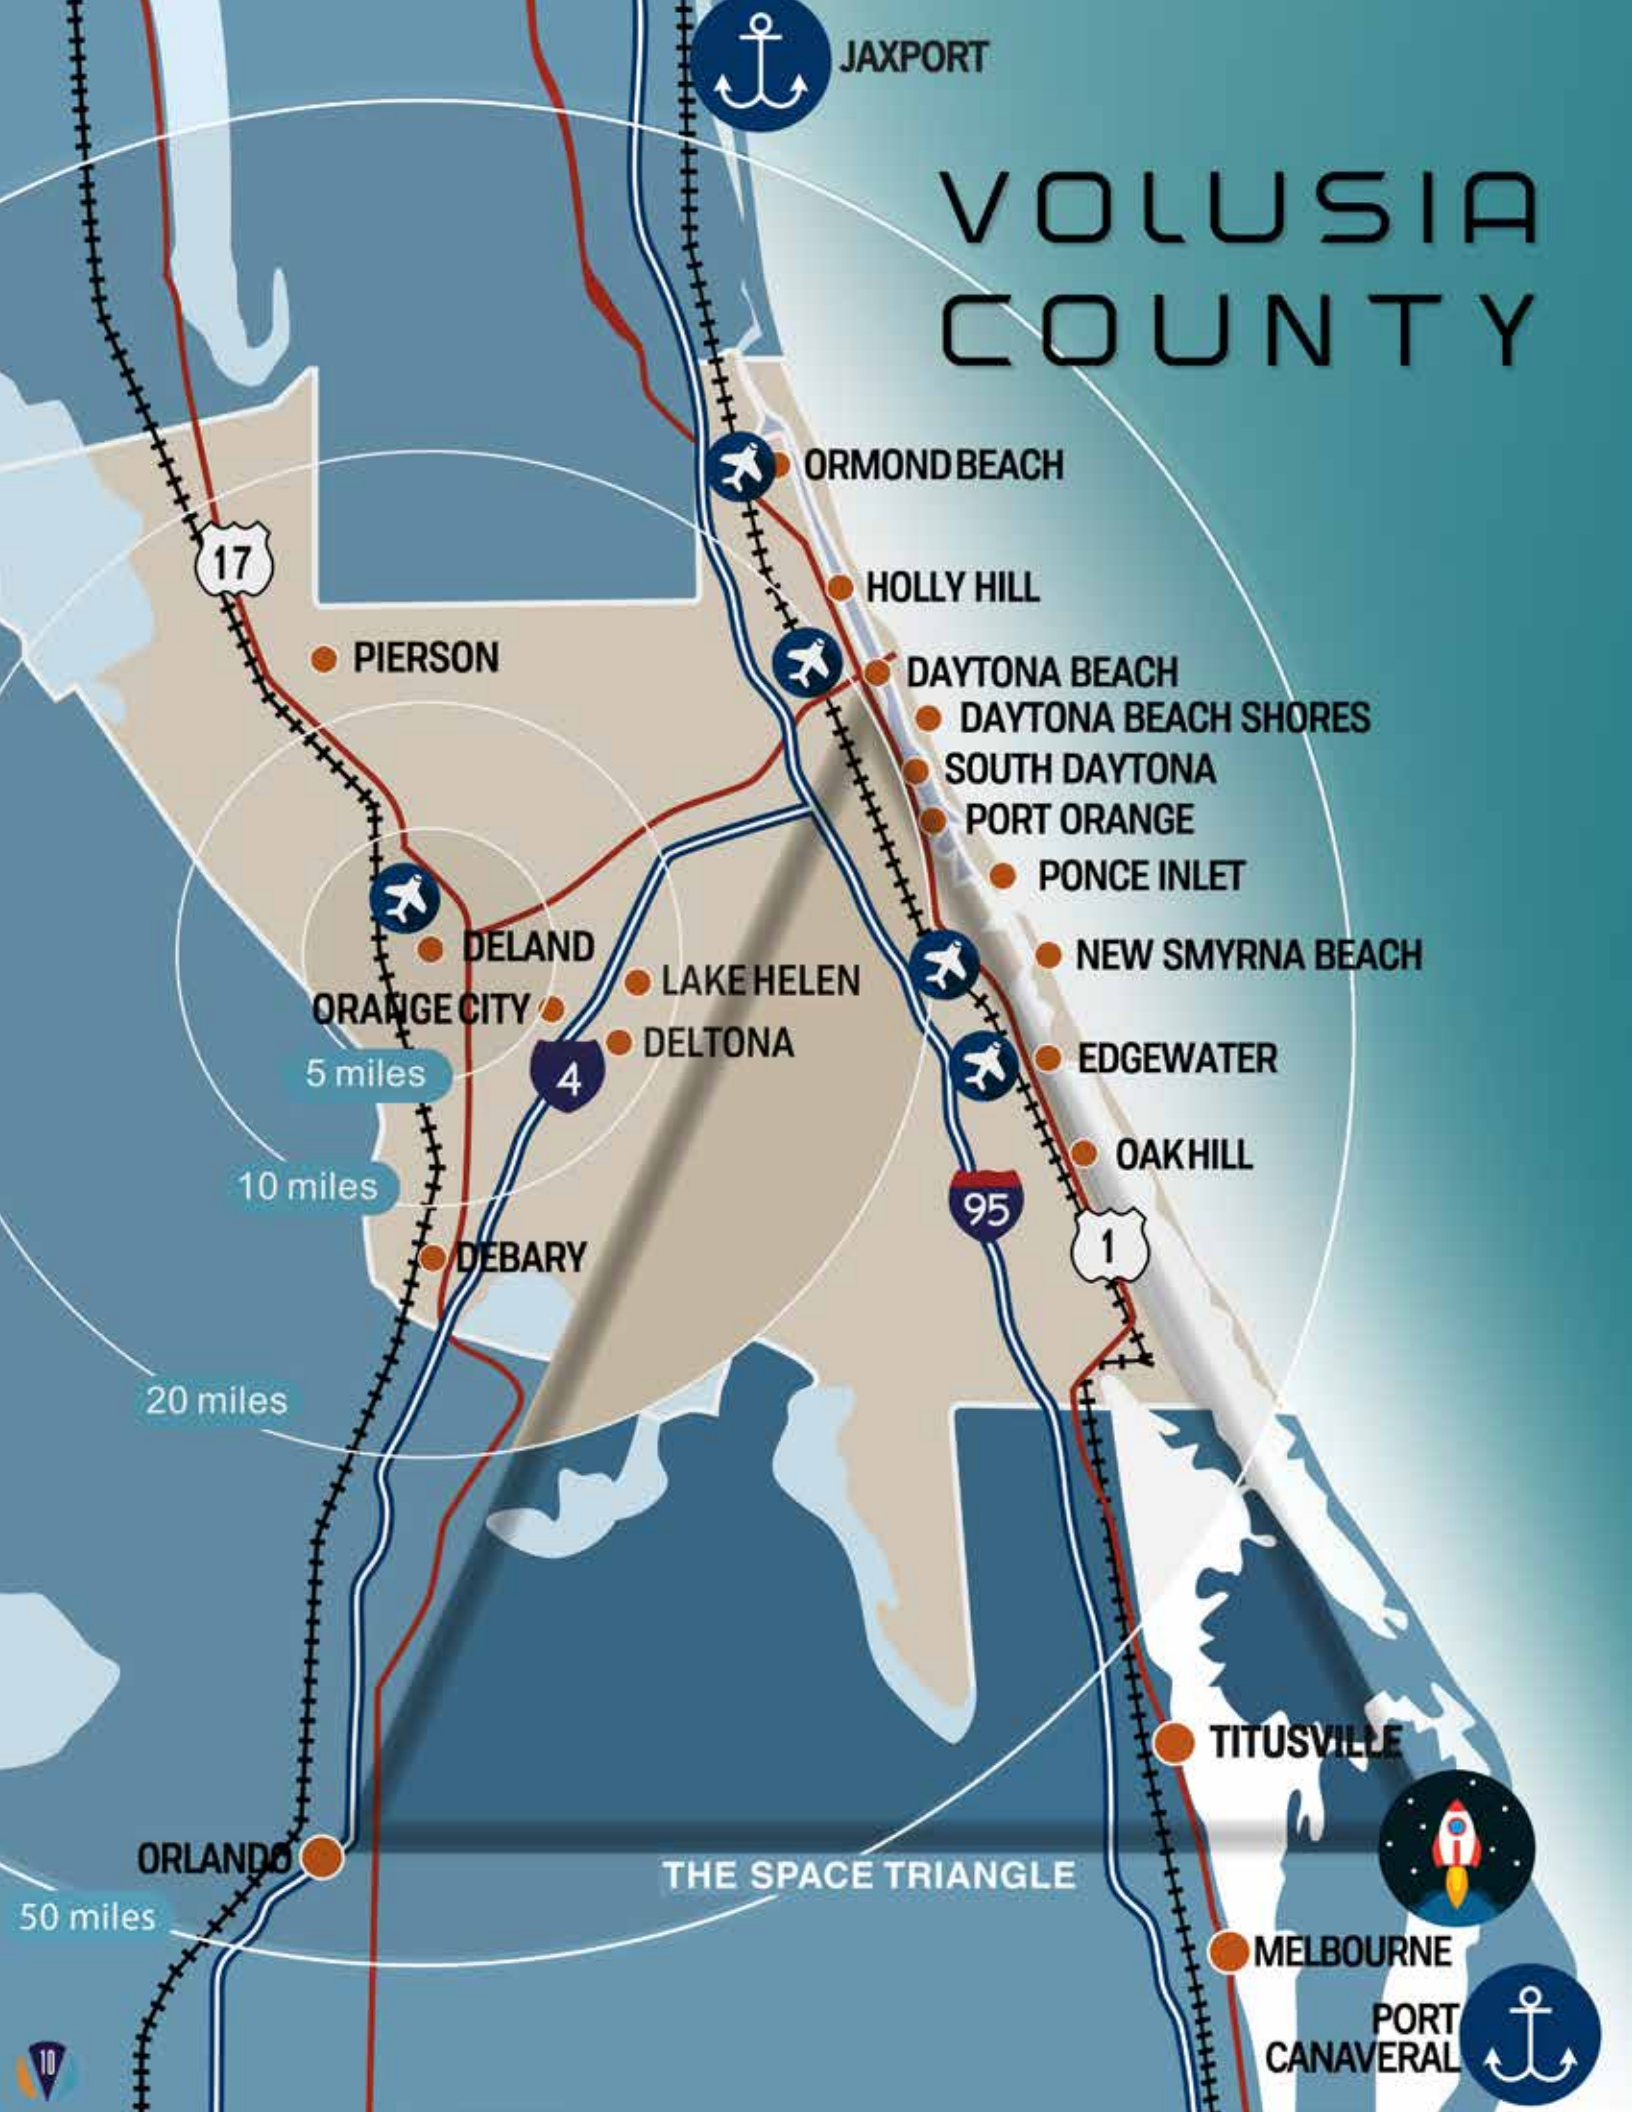 JAXPORT
VOLUSIA
COUNTY
ORMOND BEACH
17
HOLLY HILL
PIERSON
DAYTONA BEACH
DAYTONA BEACH SHORES
SOUTH DAYTONA
PORT ORANGE
PONCE INLET
DELAND
NEW SMYRNA BEACH
LAKE HELEN
ORANGE CITY
DELTONA
EDGEWATER
5 miles
4
OAK HILL
10 miles
95
1
DEBARY
20 miles
TITUSVILLE
ORLANDO
THE SPACE TRIANGLE
50 miles
MELBOURNE
PORT
CANAVERAL
10